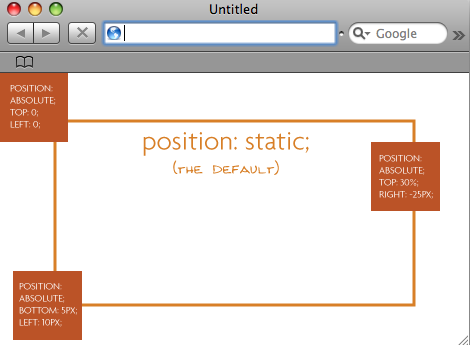 Untitled
Google
POSITION:
ABSOLUTE;
TOP: 0;
LEFT: 0;
position: static;
(THE DEFAULT)
POSITION:
ABSOLUTE;
TOP: 30%;
RIGHT: -25PX;
POSITION:
ABSOLUTE;
BOTTOM: 5PX;
LEFT: 10PX;